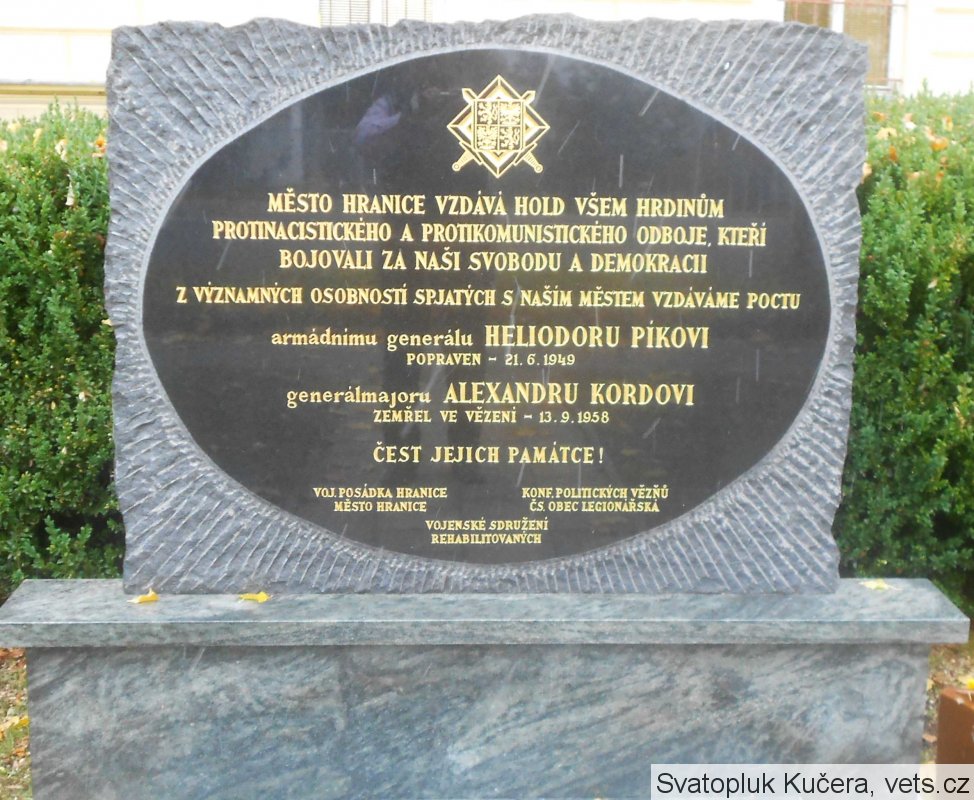 MĚSTO HRANICE VZDÁVÁ HOLD VŠEM HRDINŮM
PROTINACISTICKÉHO A PROTIKOMUNISTICKÉHO ODBOJE, KTEŘÍ
BOJOVALI ZA NAŠI SVOBODU A DEMOKRACII
Z VÝZNAMNÝCH OSOBNOSTÍ SPJATÝCH S NAŠÍM MĚSTEM VZDÁVÁME POCTU
armádnímu generálu HELIODORU PÍKOVI
POPRAVEN – 21. 6. 1949
generálmajoru ALEXANDRU KORDOVI
ZEMŘEL VE VĚZENÍ – 13. 9. 1958
ČEST JEJICH PAMÁTCE!
VOJ. POSÁDKA HRANICE
MĚSTO HRANICE
KONF. POLITICKÝCH VĚZŇŮ
ČS. OBEC LEGIONÁŘSKÁ
VOJENSKÉ SDRUŽENÍ
REHABILITOVANÝCH
Svatopluk Kučera, vets.cz